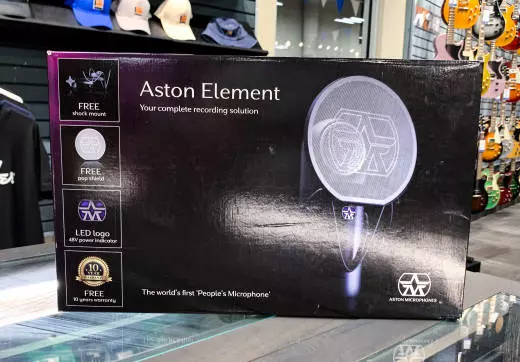 Aston Element
Your complete recording solution
FREE
shock mount
FREE
pop shield
LED logo
48V power indicator
10
FREE
10 years warranty
The world's first 'People's Microphone'
ASTON MICROPHONES